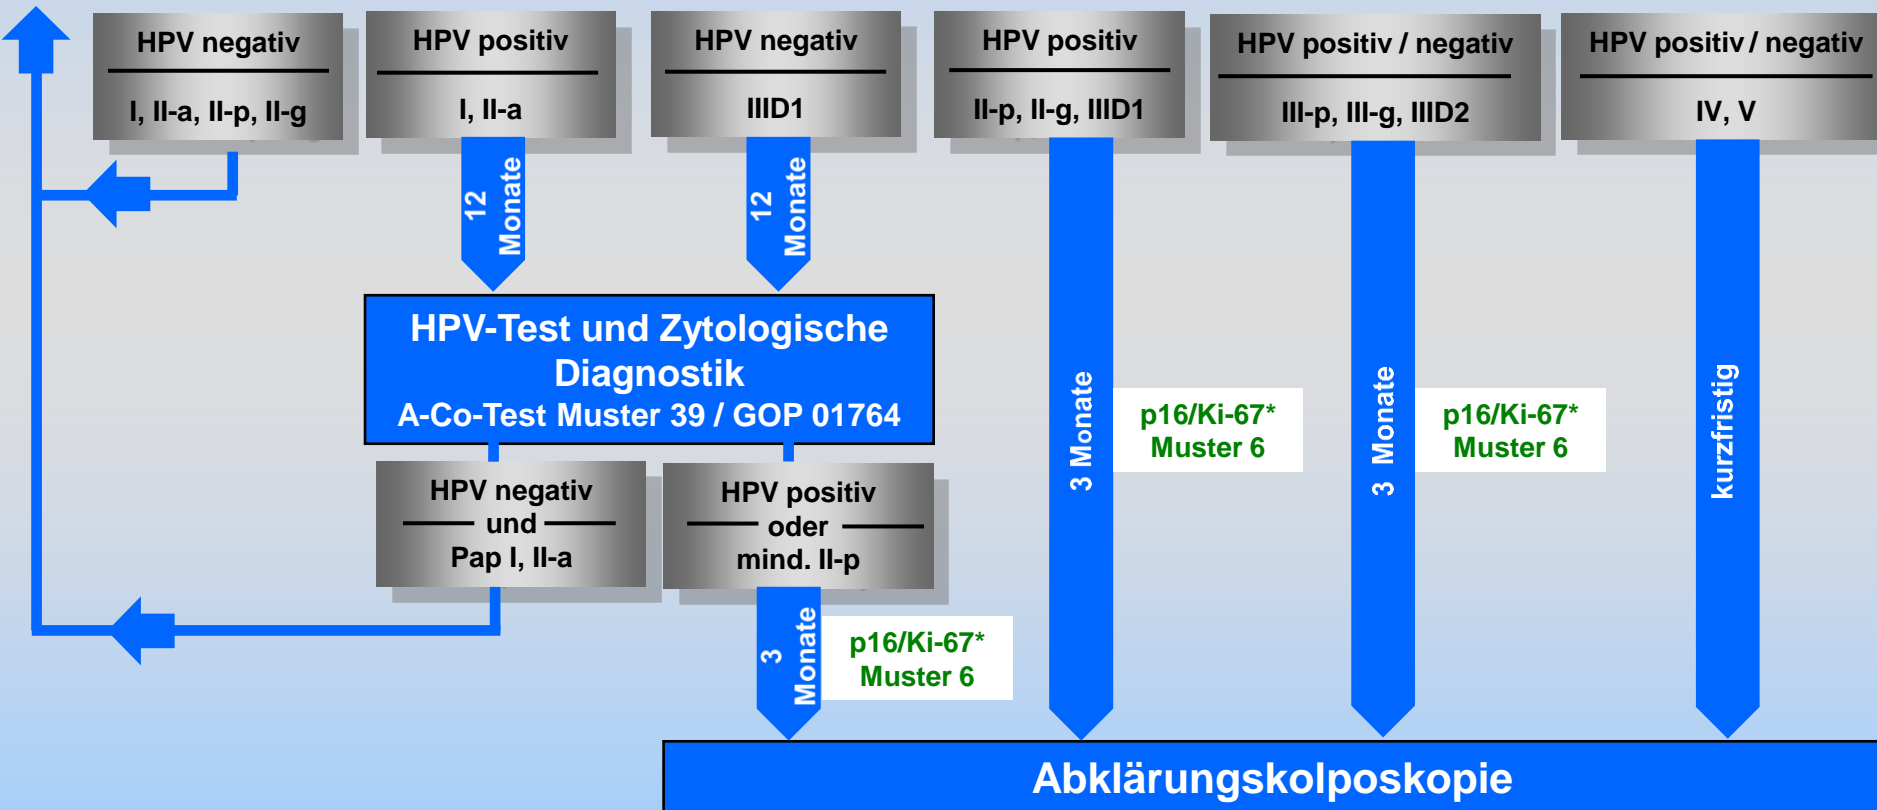 HPV negativ
I, II-a, II-p, II-g
HPV positiv
I, II-a
HPV negativ
IIID1
HPV positiv
II-p, II-g, IIID1
HPV positiv / negativ
III-p, III-g, IIID2
HPV positiv / negativ
IV, V
12
Monate
12
Monate
HPV-Test und Zytologische
Diagnostik
A-Co-Test Muster 39 / GOP 01764
3 Monate
p16/Ki-67*
Muster 6
3 Monate
p16/Ki-67*
Muster 6
kurzfristig
HPV negativ
und
Pap I, II-a
HPV positiv
oder
mind. II-p
3
Monate
p16/Ki-67*
Muster 6
Abklärungskolposkopie